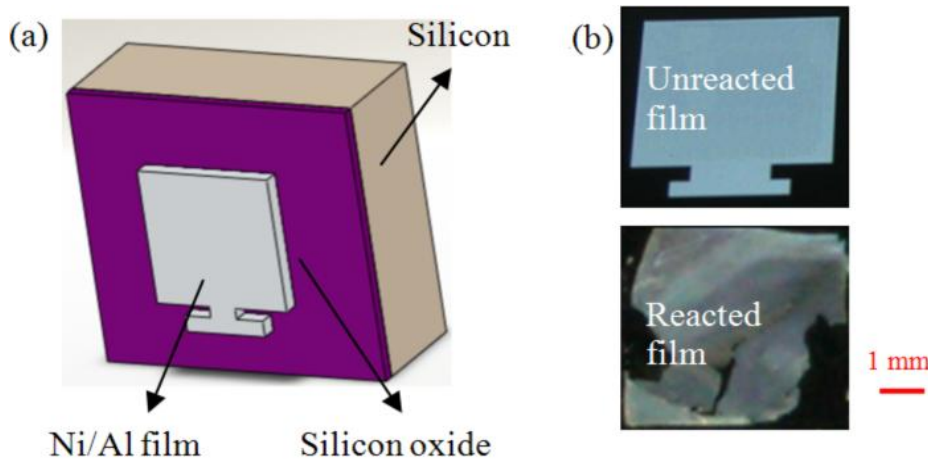 (a)
Silicon
Ni/Al film
Silicon oxide
(b)
Unreacted
film
Reacted
film
1 mm